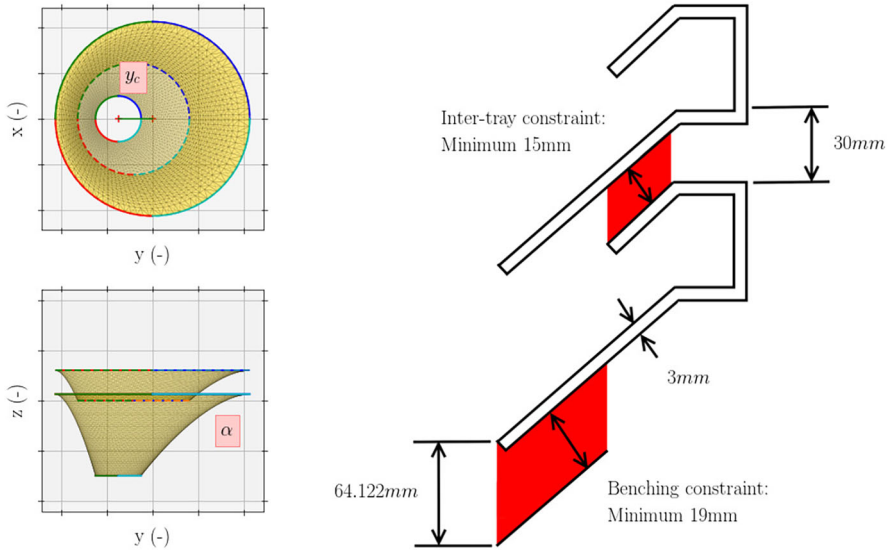 x (-)
y_c
y (-)
z (-)
α
y (-)
Inter-tray constraint:
Minimum 15mm
30mm
3mm
64.122mm
Benching constraint:
Minimum 19mm